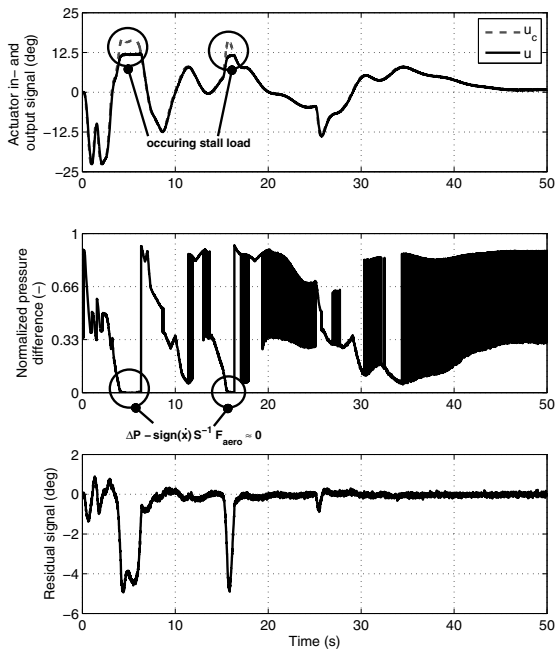 Actuator in− and
output signal (deg)
25
12.5
0
−12.5
−25
0 10 20 30 40 50
u_c
u
occuring stall load
Normalized pressure
difference (−)
1
0.66
0.33
0
0 10 20 30 40 50
ΔP − sign(ẋ) S⁻¹ F_aero ≈ 0
Residual signal (deg)
2
0
−2
−4
−6
0 10 20 30 40 50
Time (s)